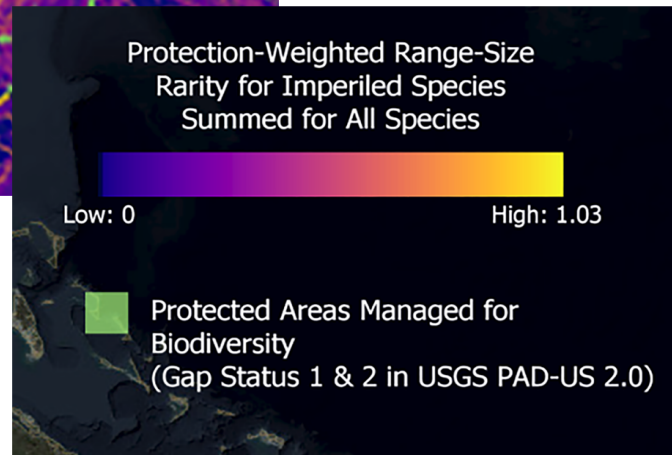 Protection-Weighted Range-Size
Rarity for Imperiled Species
Summed for All Species
Low: 0
High: 1.03
Protected Areas Managed for
Biodiversity
(Gap Status 1 & 2 in USGS PAD-US 2.0)